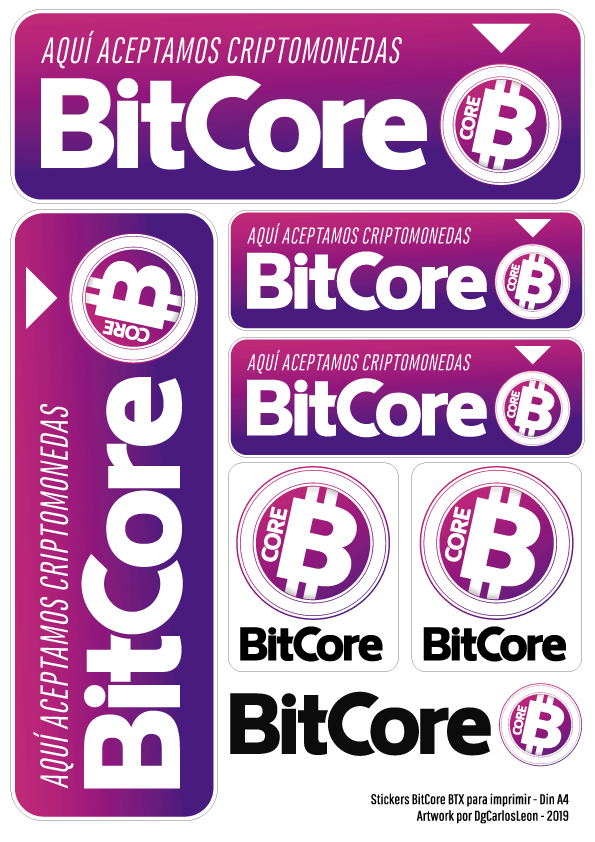 AQUÍ ACEPTAMOS CRIPTOMONEDAS
BitCore
CORE
AQUÍ ACEPTAMOS CRIPTOMONEDAS
BitCore
CORE
AQUÍ ACEPTAMOS CRIPTOMONEDAS
BitCore
CORE
AQUÍ ACEPTAMOS CRIPTOMONEDAS
BitCore
CORE
CORE
BitCore
CORE
BitCore
BitCore
CORE
Stickers BitCore BTX para imprimir - Din A4
Artwork por DgCarlosLeon - 2019